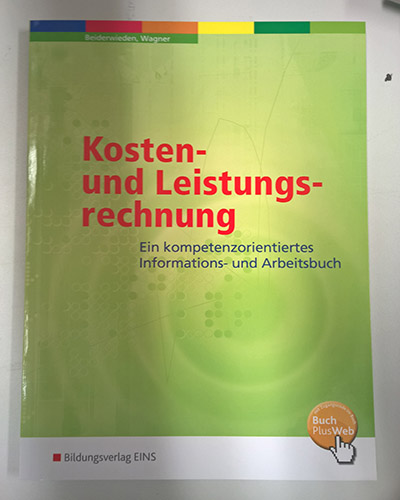 Beiderwieden, Wagner
Kosten-
und Leistungs-
rechnung
Ein kompetenzorientiertes
Informations- und Arbeitsbuch
Buch
PlusWeb
Bildungsverlag EINS